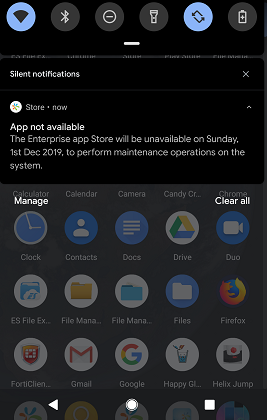 Silent notifications
Store • now
App not available
The Enterprise app Store will be unavailable on Sunday,
1st Dec 2019, to perform maintenance operations on the
system.
Calculator Calendar Camera Candy Cr... Chrome
Manage Clear all
Clock Contacts Docs Drive Duo
ES File Ex... File Mana... File Mana... Files Firefox
FortiClien... Gmail Google Happy Gl... Helix Jump